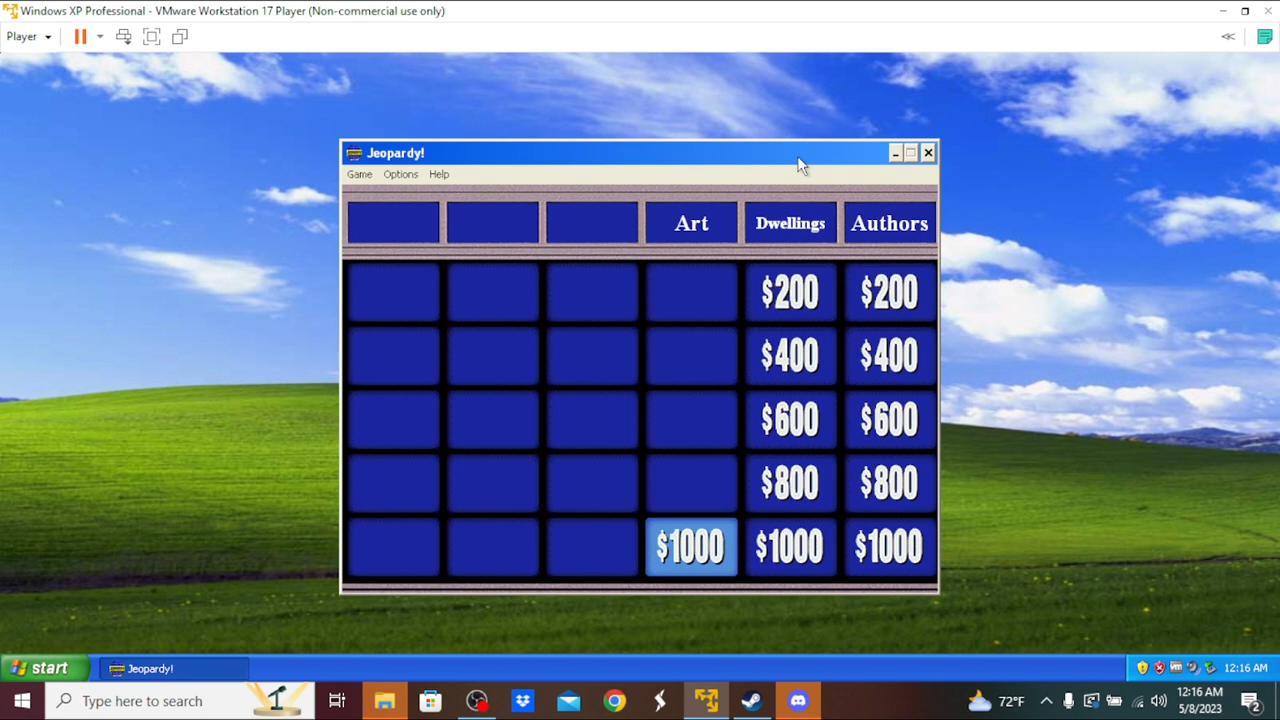 Windows XP Professional - VMware Workstation 17 Player (Non-commercial use only)
Player
Jeopardy!
Game Options Help
Art Dwellings Authors
$200 $200
$400 $400
$600 $600
$800 $800
$1000 $1000 $1000
start Jeopardy! 12:16 AM
Type here to search 72°F 12:16 AM
5/8/2023 2